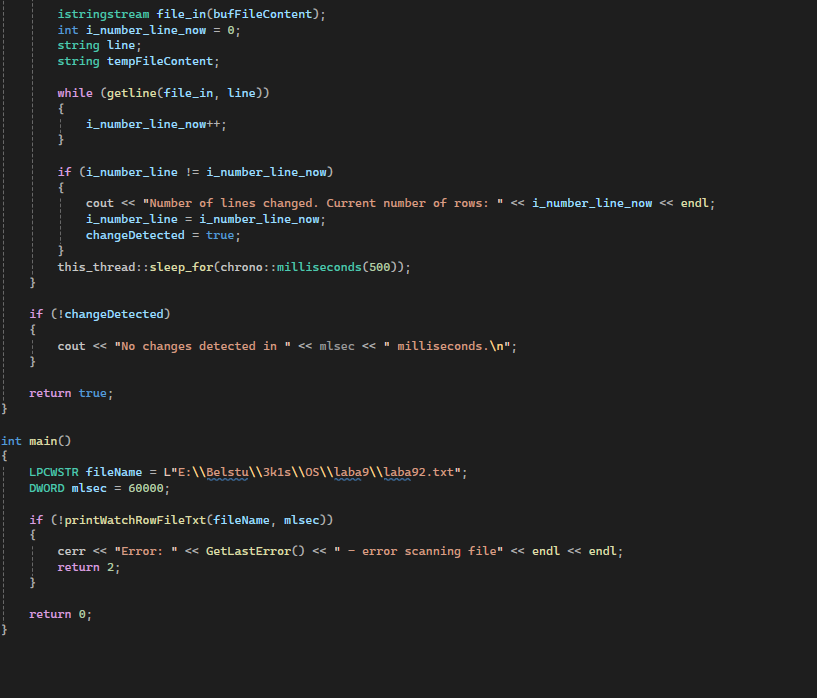 istringstream file_in(bufFileContent);
int i_number_line_now = 0;
string line;
string tempFileContent;
while (getline(file_in, line))
{
i_number_line_now++;
}
if (i_number_line != i_number_line_now)
{
cout << "Number of lines changed. Current number of rows: " << i_number_line_now << endl;
i_number_line = i_number_line_now;
changeDetected = true;
}
this_thread::sleep_for(chrono::milliseconds(500));
}
if (!changeDetected)
{
cout << "No changes detected in " << mlsec << " milliseconds.\n";
}
return true;
}
int main()
{
LPCWSTR fileName = L"E:\\Belstu\\3k1s\\OS\\laba9\\laba92.txt";
DWORD mlsec = 60000;
if (!printWatchRowFileTxt(fileName, mlsec))
{
cerr << "Error: " << GetLastError() << " - error scanning file" << endl << endl;
return 2;
}
return 0;
}